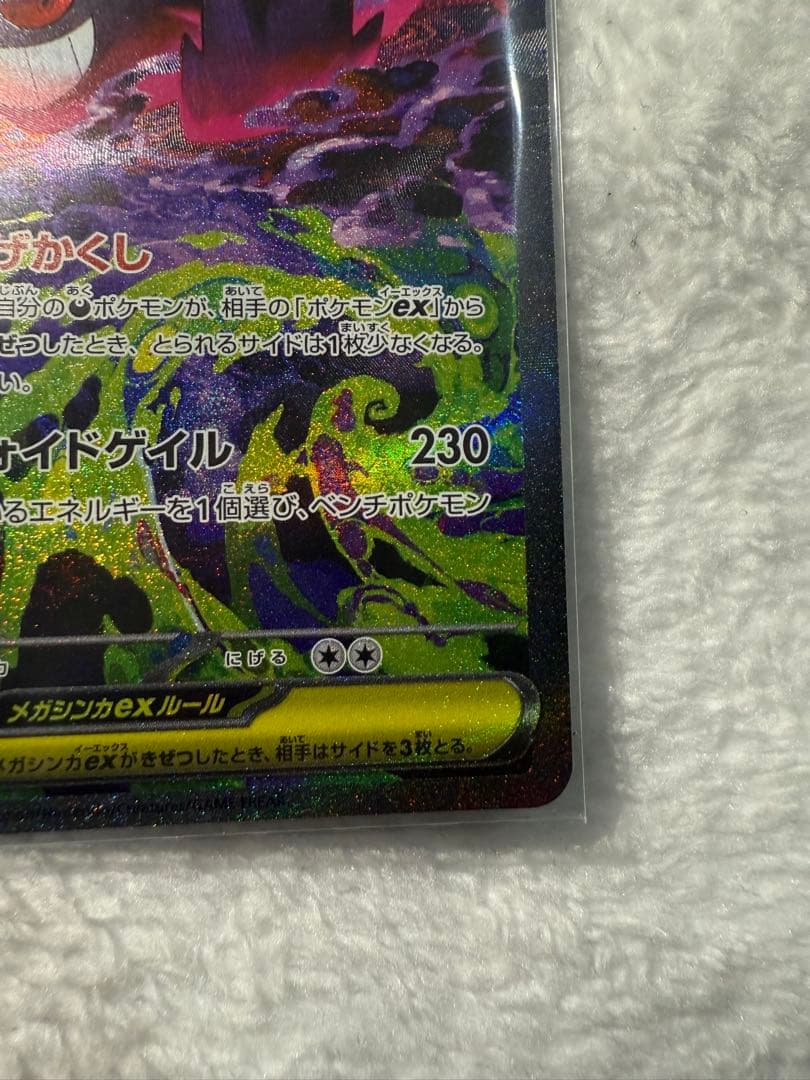 かくし
自分のポケモンが、相手の「ポケモンex」から
ぜつしたとき、とられるサイドは1枚少なくなる。
い。
ォイドゲイル 230
るエネルギーを1個選び、ベンチポケモン
にげる
メガシンカexルール
メガシンカexがきぜつしたとき、相手はサイドを3枚とる。
Creatures/GAME FREAK